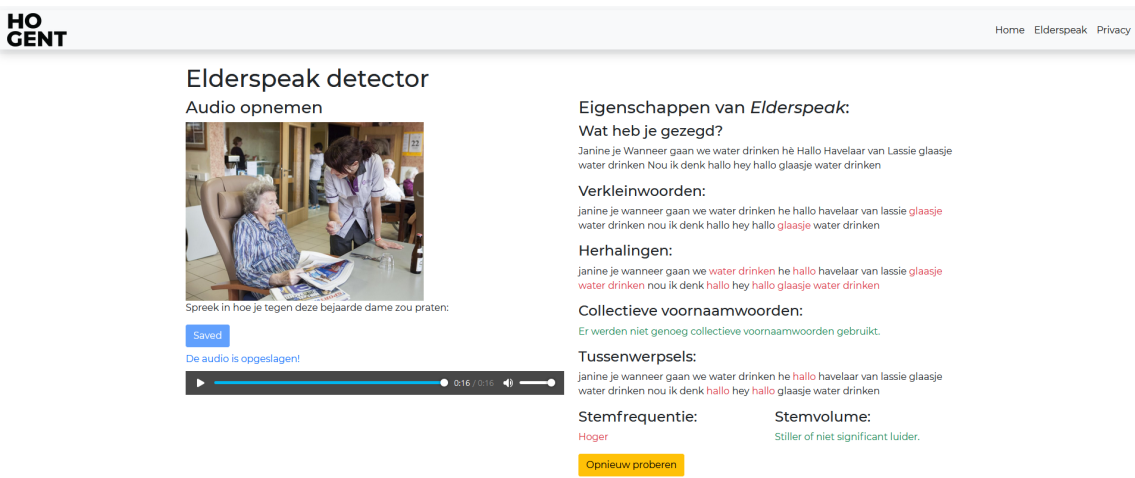 HO
GENT
Home Elderspeak Privacy
Elderspeak detector
Audio opnemen
22
Spreek in hoe je tegen deze bejaarde dame zou praten:
Saved
De audio is opgeslagen!
0:16 / 0:16
Eigenschappen van Elderspeak:
Wat heb je gezegd?
Janine je Wanneer gaan we water drinken hè Hallo Havelaar van Lassie glaasje
water drinken Nou ik denk hallo hey hallo glaasje water drinken
Verkleinwoorden:
janine je wanneer gaan we water drinken he hallo havelaar van lassie glaasje
water drinken nou ik denk hallo hey hallo glaasje water drinken
Herhalingen:
janine je wanneer gaan we water drinken he hallo havelaar van lassie glaasje
water drinken nou ik denk hallo hey hallo glaasje water drinken
Collectieve voornaamwoorden:
Er werden niet genoeg collectieve voornaamwoorden gebruikt.
Tussenwerpsels:
janine je wanneer gaan we water drinken he hallo havelaar van lassie glaasje
water drinken nou ik denk hallo hey hallo glaasje water drinken
Stemfrequentie:
Hoger
Stemvolume:
Stiller of niet significant luider.
Opnieuw proberen